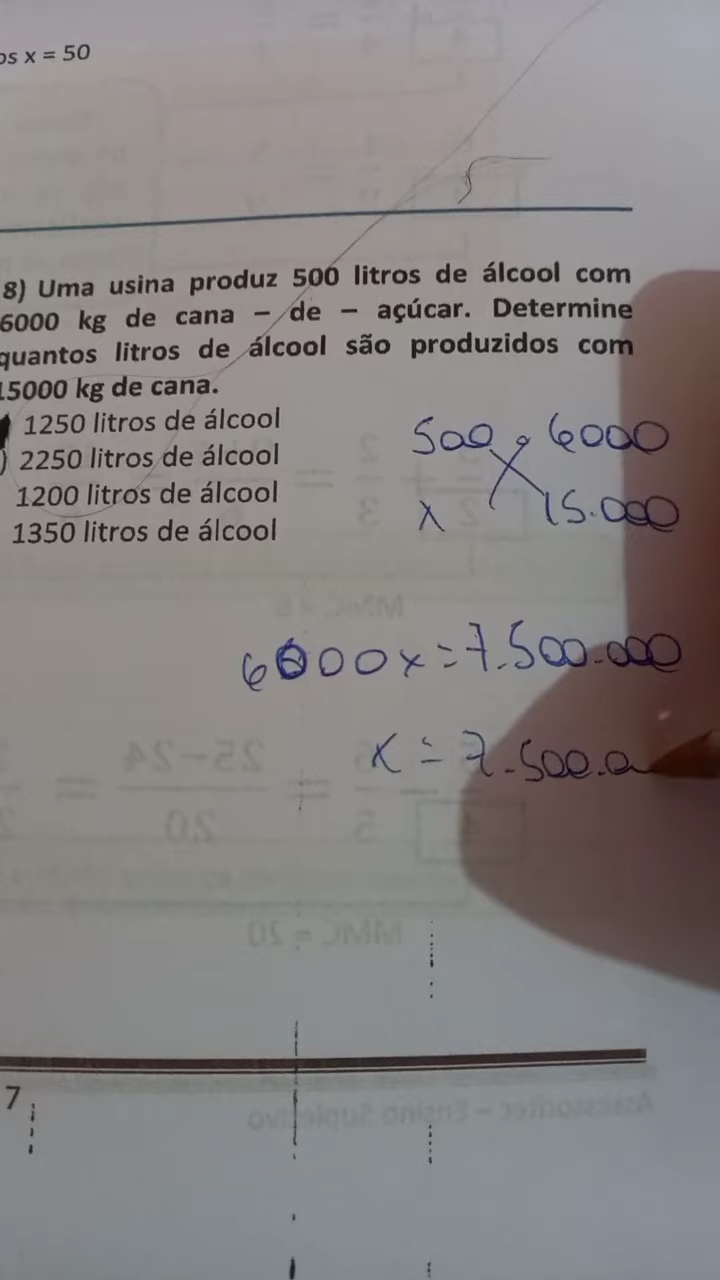 os x = 50
8) Uma usina produz 500 litros de álcool com
6000 kg de cana – de – açúcar. Determine
quantos litros de álcool são produzidos com
15000 kg de cana.
1250 litros de álcool
) 2250 litros de álcool
1200 litros de álcool
1350 litros de álcool
500 6000
x 15.000
6000x=7.500.000
x = 7.500.0
7